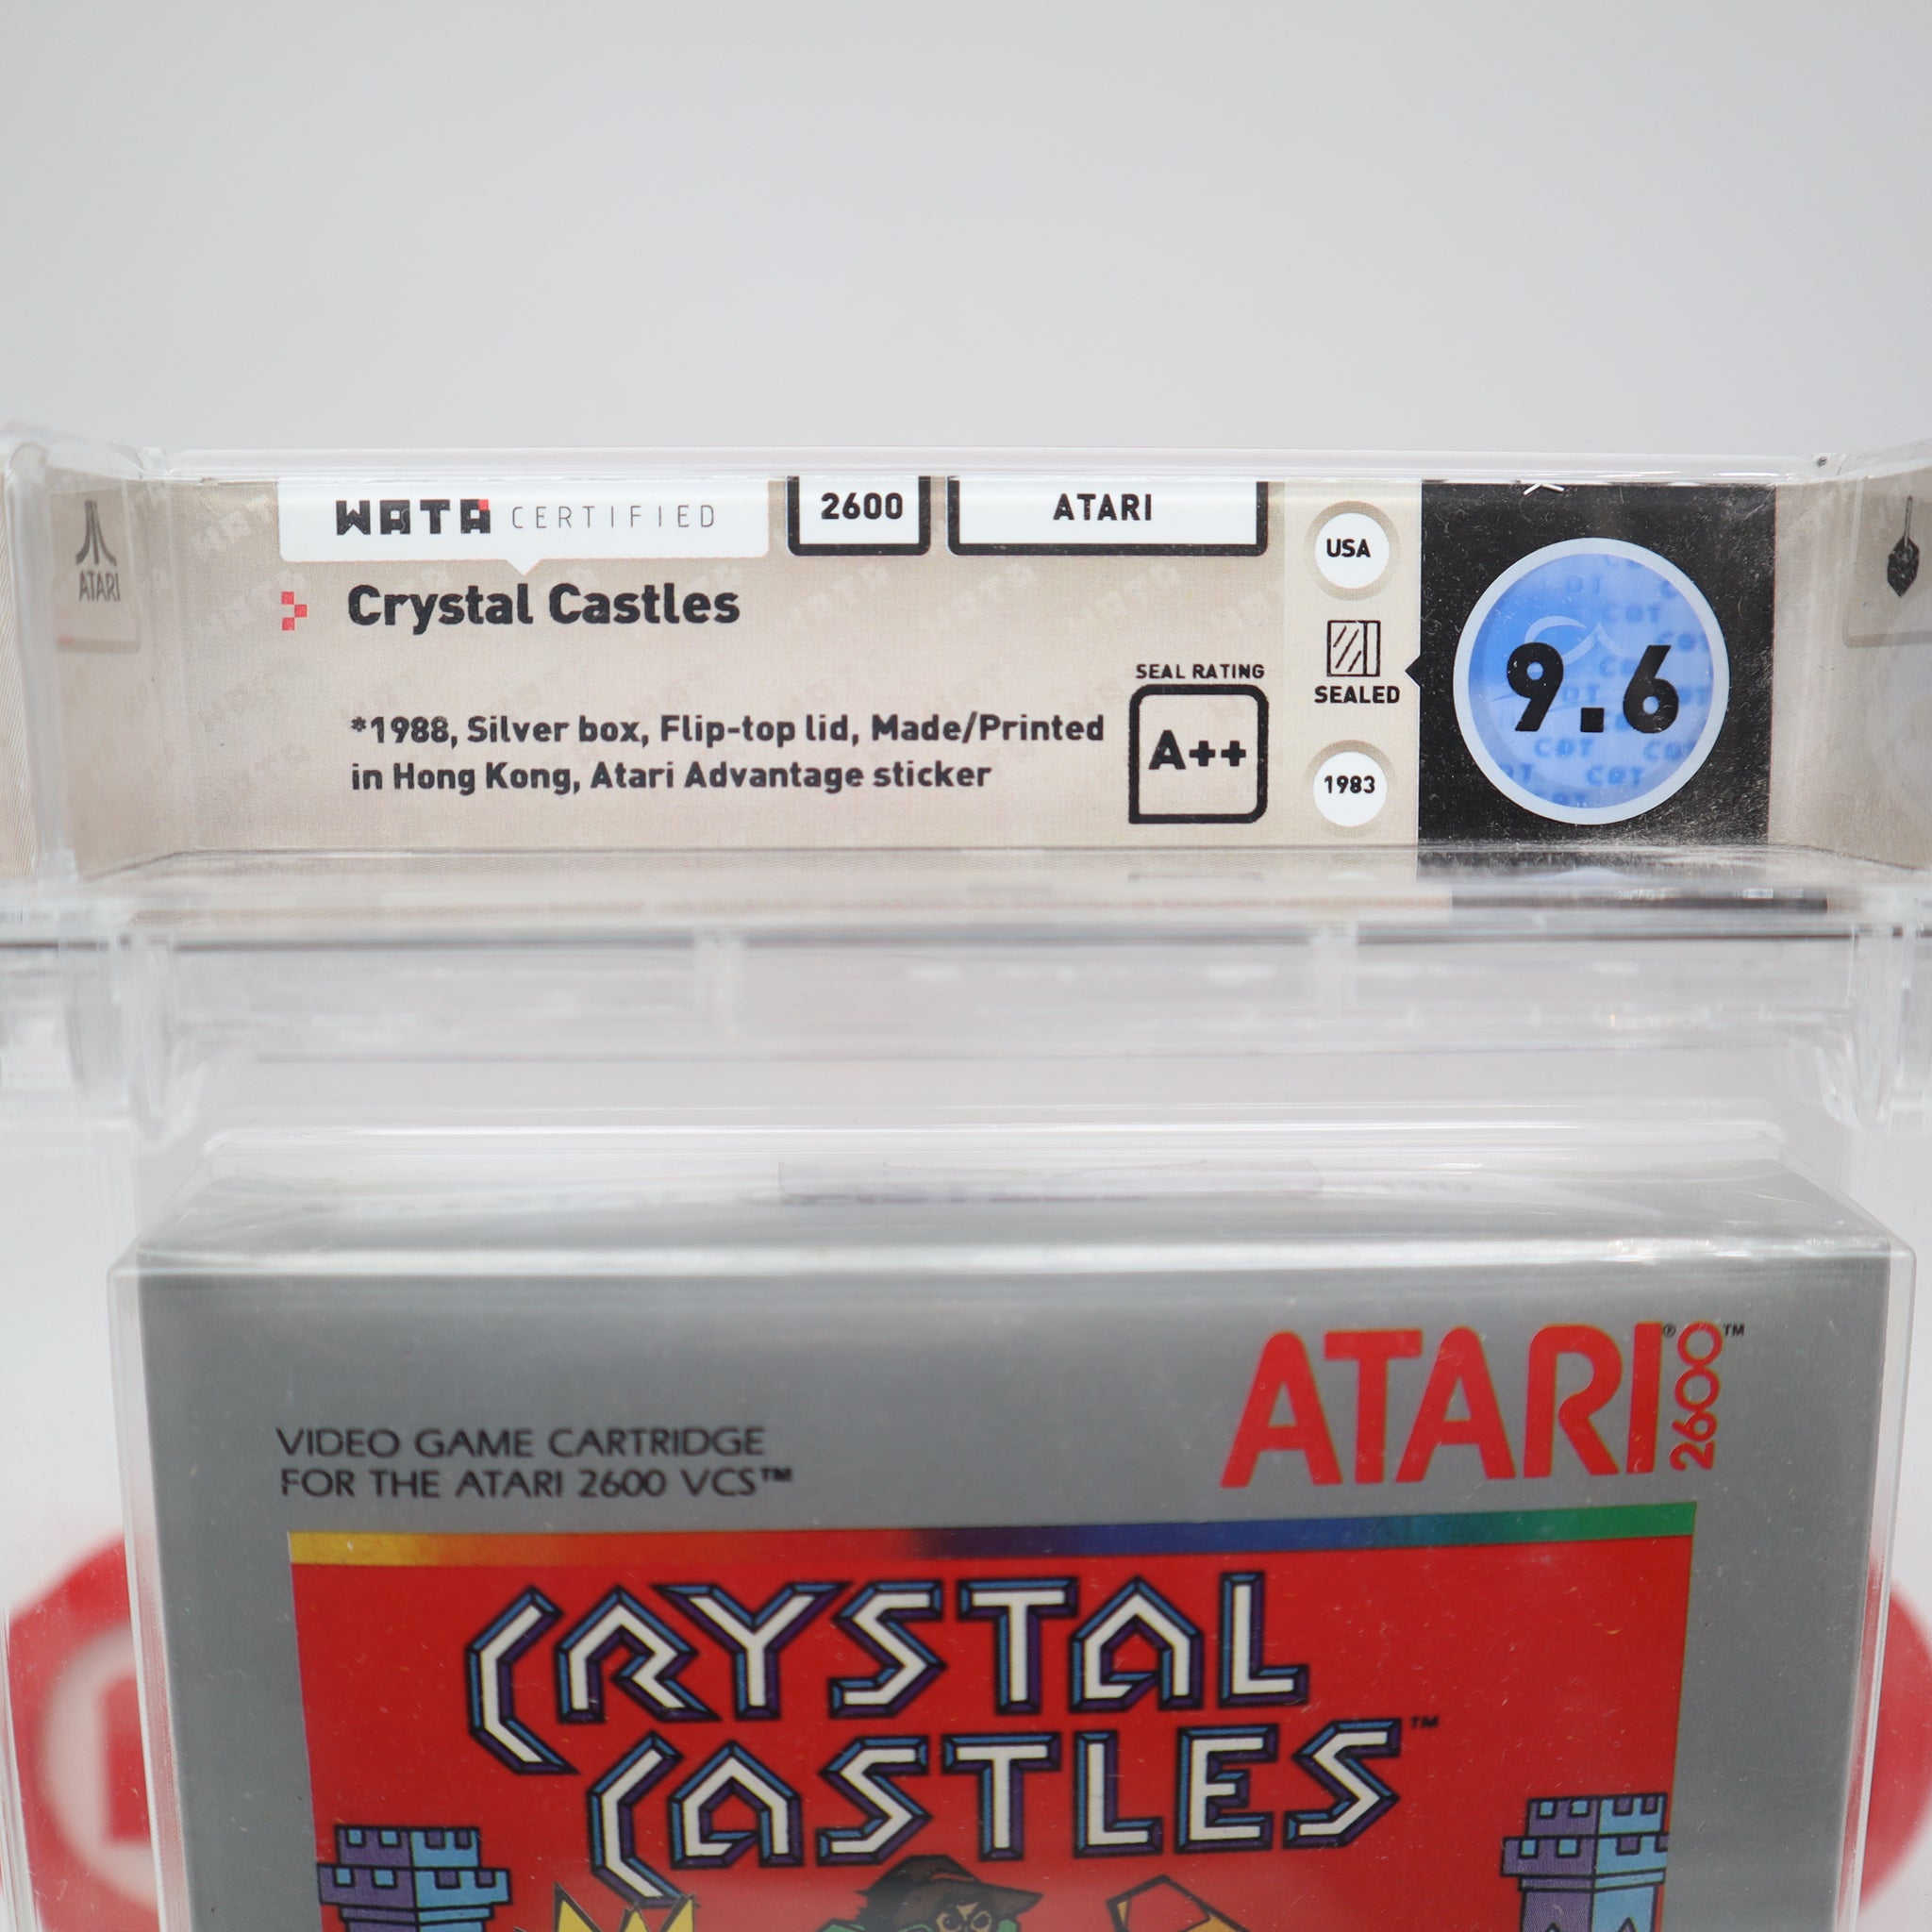 WATA CERTIFIED
2600
ATARI
USA
ATARI
Crystal Castles
SEAL RATING
A++
SEALED
9.6
*1988, Silver box, Flip-top lid, Made/Printed
in Hong Kong, Atari Advantage sticker
1983
ATARI® 2600™
VIDEO GAME CARTRIDGE
FOR THE ATARI 2600 VCS™
CRYSTAL
CASTLES™